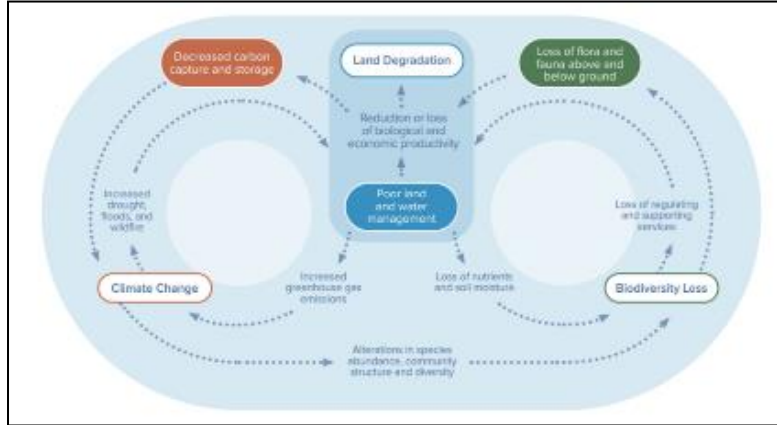 Decreased carbon
capture and storage
Land Degradation
Loss of flora and
fauna above and
below ground
Reduction or loss
of biological and
economic productivity
Increased
drought,
floods, and
wildfire
Poor land
and water
management
Loss of regulating
and supporting
services
Climate Change
Increased
greenhouse gas
emissions
Loss of nutrients
and soil moisture
Biodiversity Loss
Alterations in species
abundance, community
structure and diversity